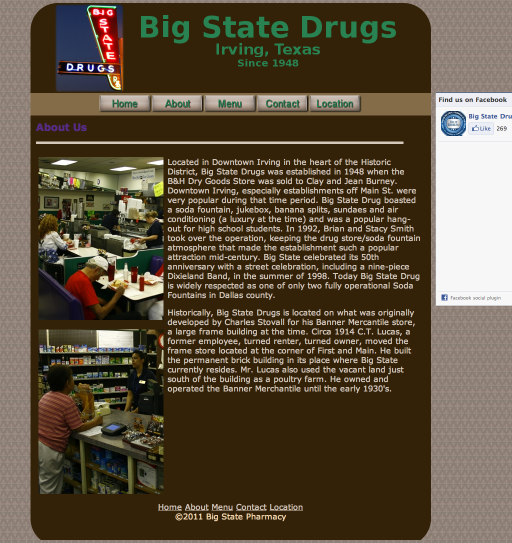 BIG
STATE
DRUGS
Big State Drugs
Irving, Texas
Since 1948
Home About Menu Contact Location
Find us on Facebook
Big State Dru
Like 269
About Us
Located in Downtown Irving in the heart of the Historic
District, Big State Drugs was established in 1948 when the
B&H Dry Goods Store was sold to Clay and Jean Burney.
Downtown Irving, especially establishments off Main St. were
very popular during that time period. Big State Drug boasted
a soda fountain, jukebox, banana splits, sundaes and air
conditioning (a luxury at the time) and was a popular hang-
out for high school students. In 1992, Brian and Stacy Smith
took over the operation, keeping the drug store/soda fountain
atmosphere that made the establishment such a popular
attraction mid-century. Big State celebrated its 50th
anniversary with a street celebration, including a nine-piece
Dixieland Band, in the summer of 1998. Today Big State Drug
is widely respected as one of only two fully operational Soda
Fountains in Dallas county.
Facebook social plugin
Historically, Big State Drugs is located on what was originally
developed by Charles Stovall for his Banner Mercantile store,
a large frame building at the time. Circa 1914 C.T. Lucas, a
former employee, turned renter, turned owner, moved the
frame store located at the corner of First and Main. He built
the permanent brick building in its place where Big State
currently resides. Mr. Lucas also used the vacant land just
south of the building as a poultry farm. He owned and
operated the Banner Merchantile until the early 1930's.
Home About Menu Contact Location
©2011 Big State Pharmacy